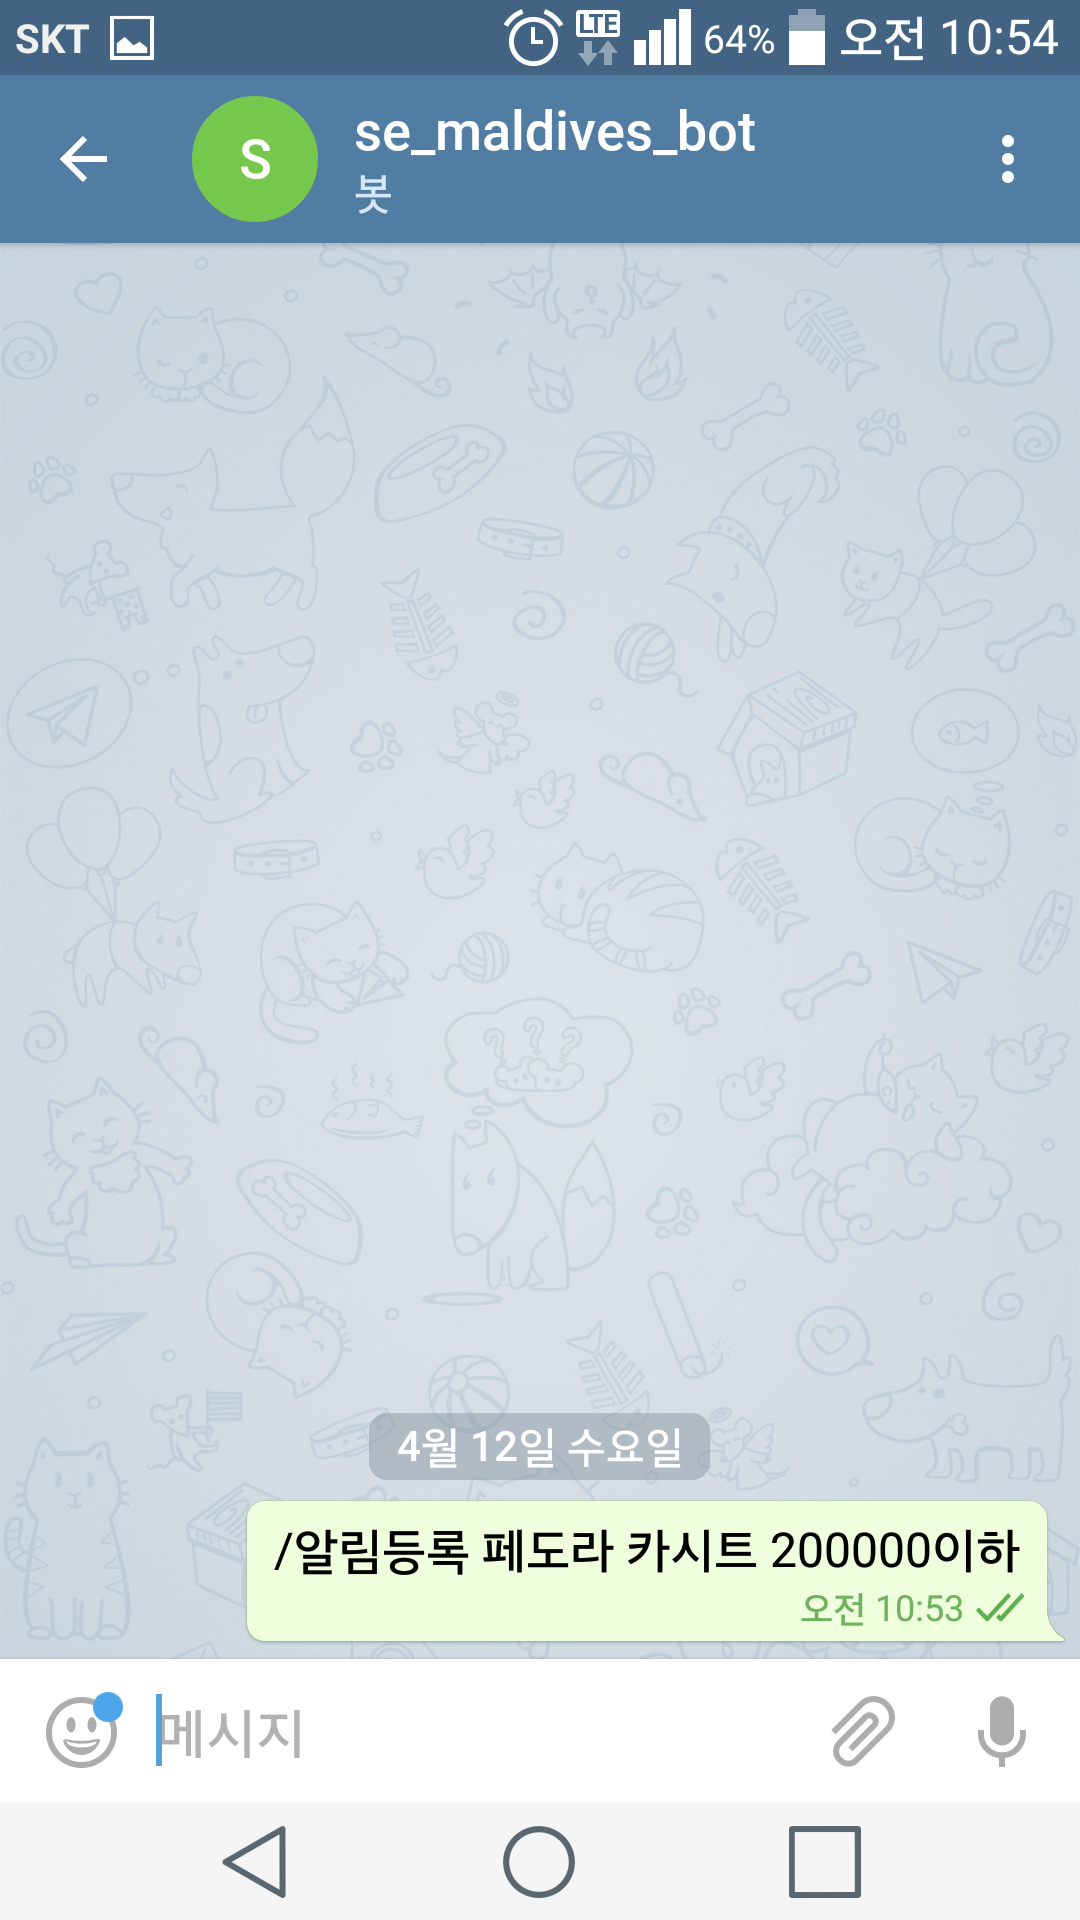 SKT LTE 64% 오전 10:54
S se_maldives_bot
봇
4월 12일 수요일
/알림등록 페도라 카시트 200000이하
오전 10:53
메시지